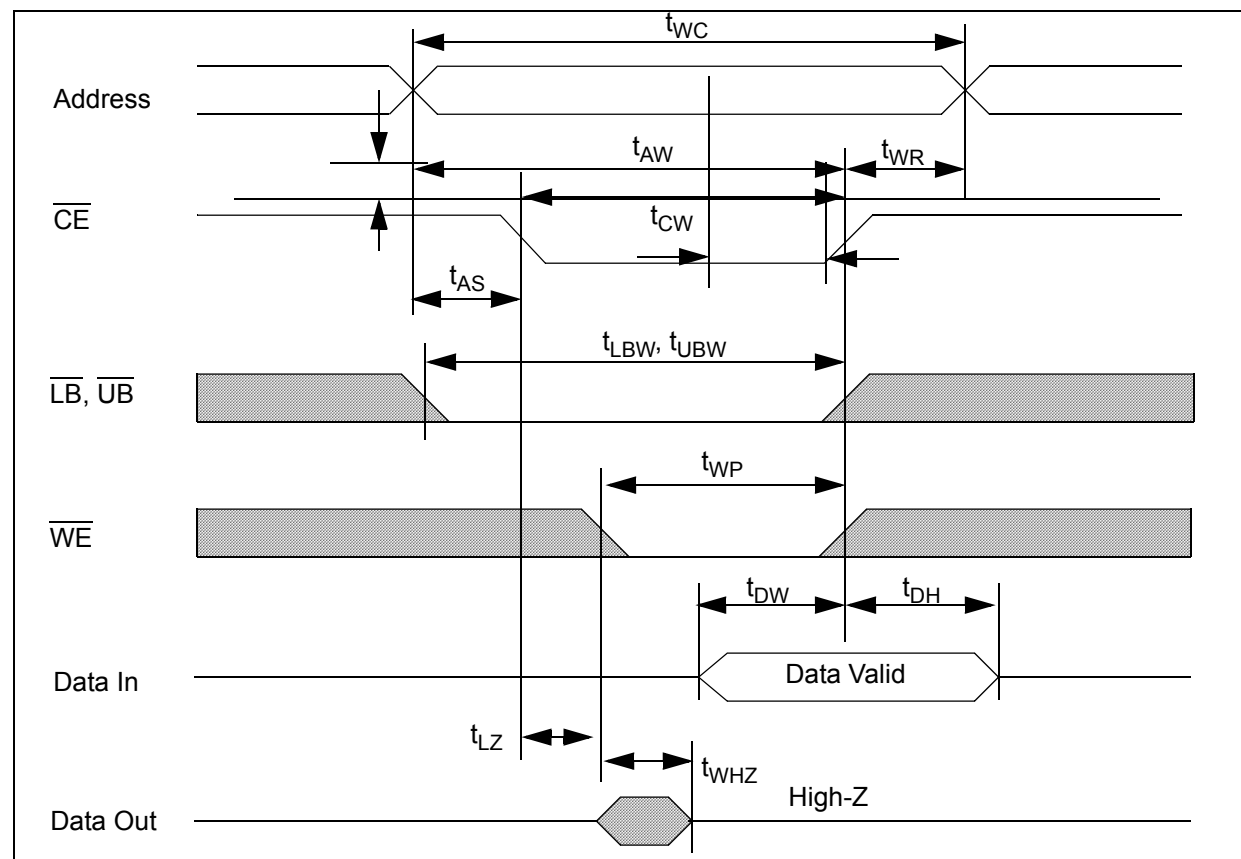 tWC
Address
tAW
tWR
CE
tCW
tAS
tLBW, tUBW
LB, UB
tWP
WE
tDW
tDH
Data In
Data Valid
tLZ
tWHZ
High-Z
Data Out